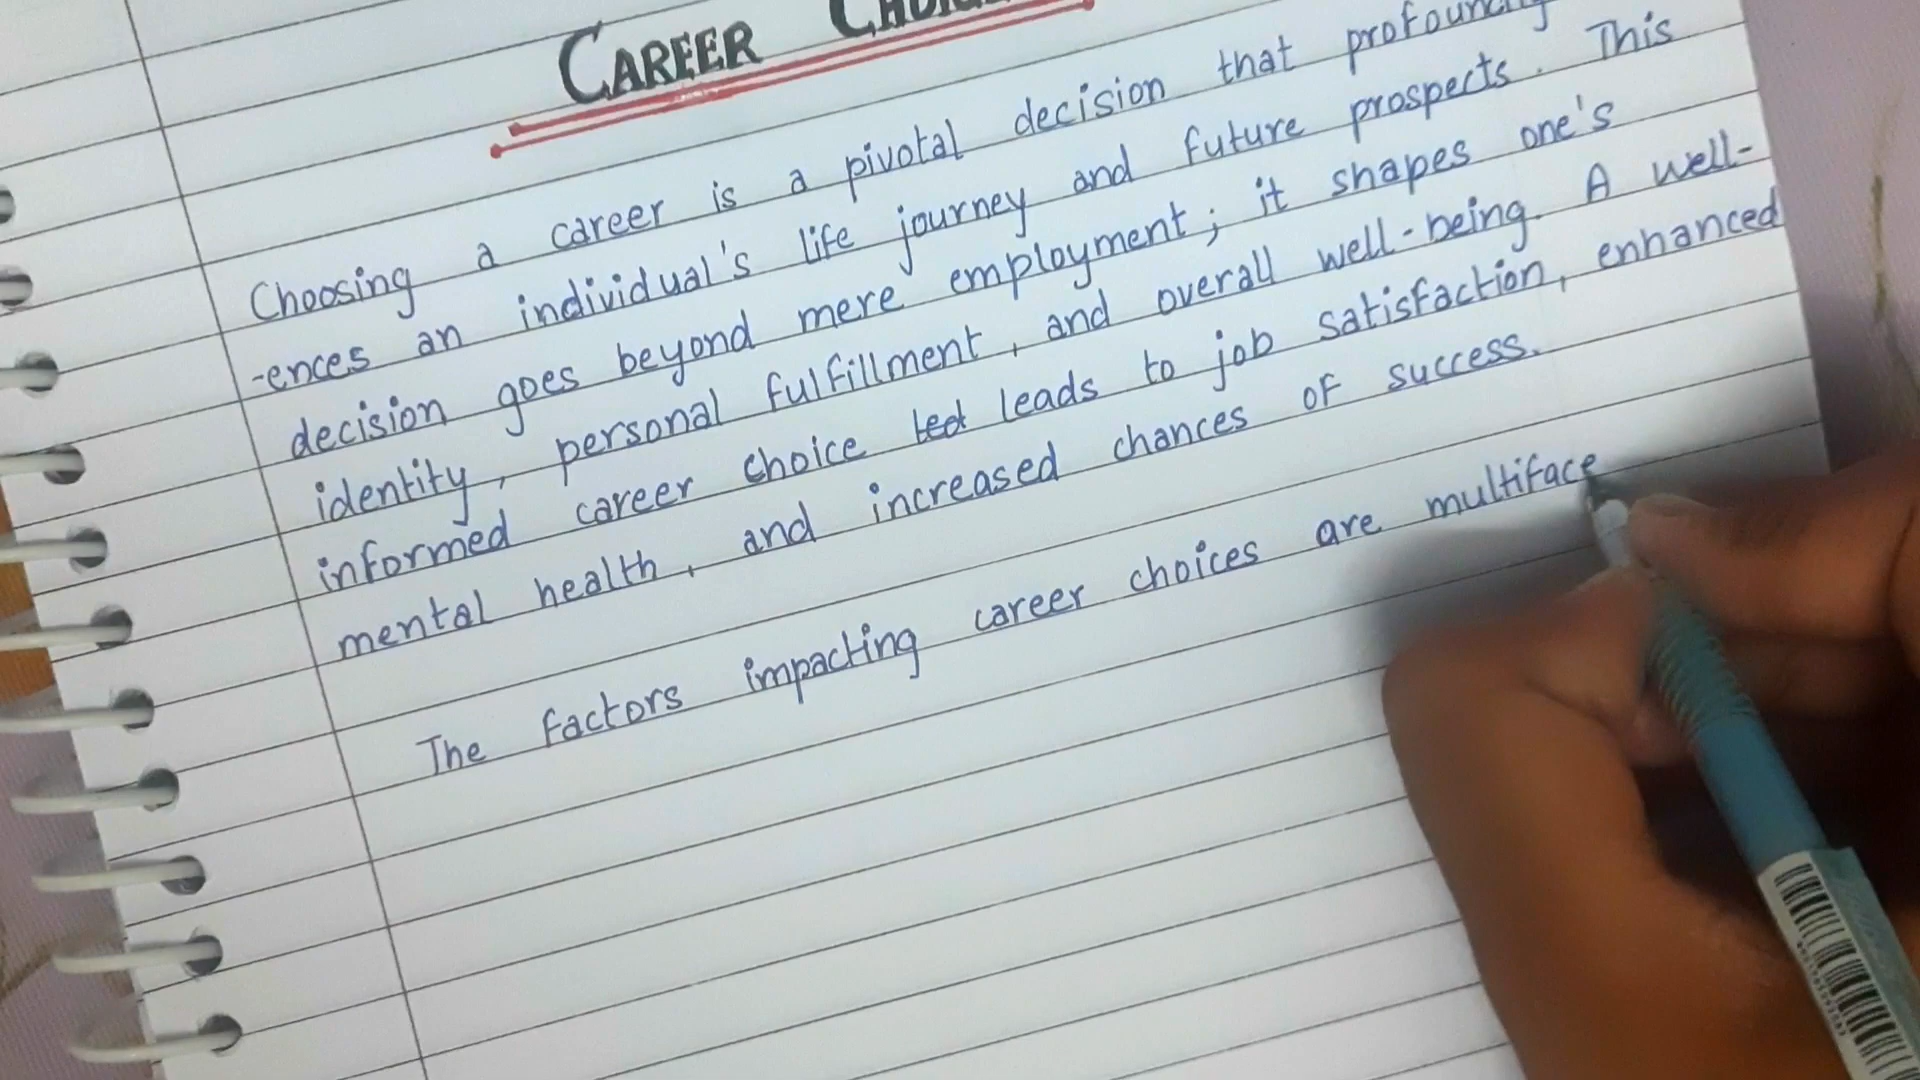 CAREER
Choosing a career is a pivotal decision that
-ences an individual's life journey and future prospects. This
decision goes beyond mere employment; it shapes one's
identity, personal fulfillment, and overall well-being. A well-
informed career choice led leads to job satisfaction, enhanced
mental health, and increased chances of success.
The factors impacting career choices are multiface